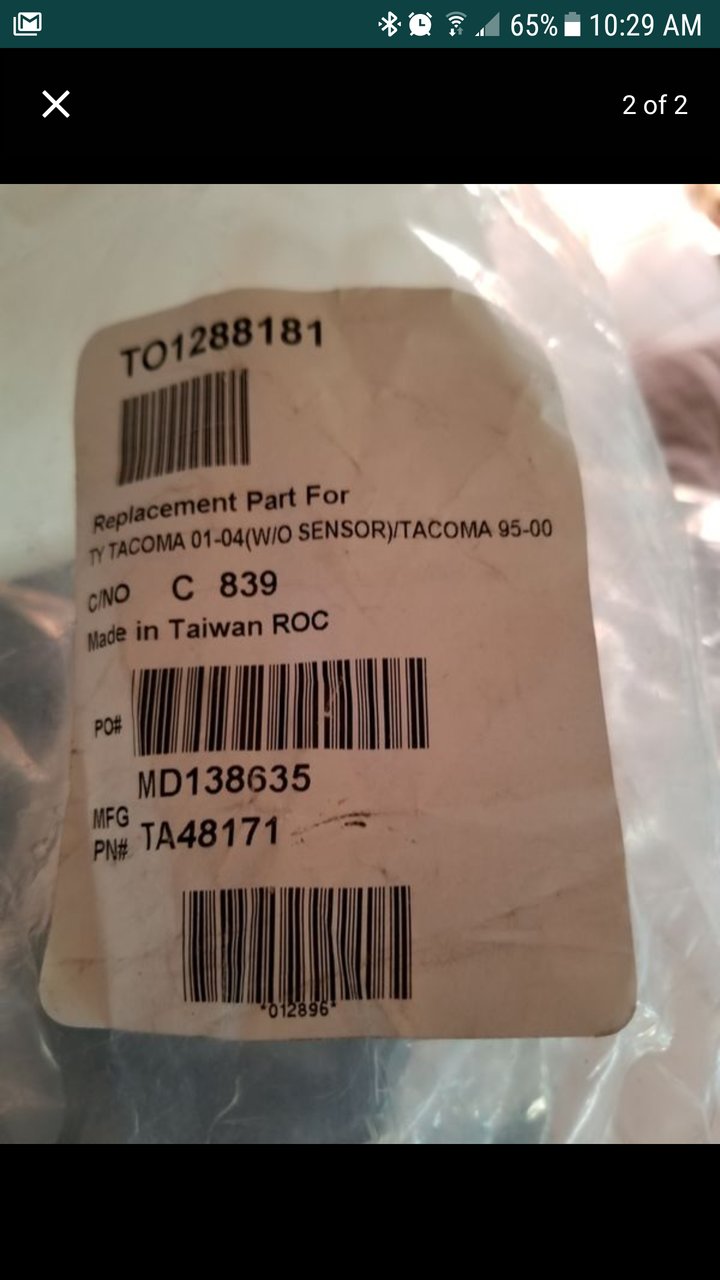 65% 10:29 AM
2 of 2
TO1288181
Replacement Part For
TY TACOMA 01-04(W/O SENSOR)/TACOMA 95-00
C/NO C 839
Made in Taiwan ROC
PO#
MD138635
MFG
PN# TA48171
*012896*